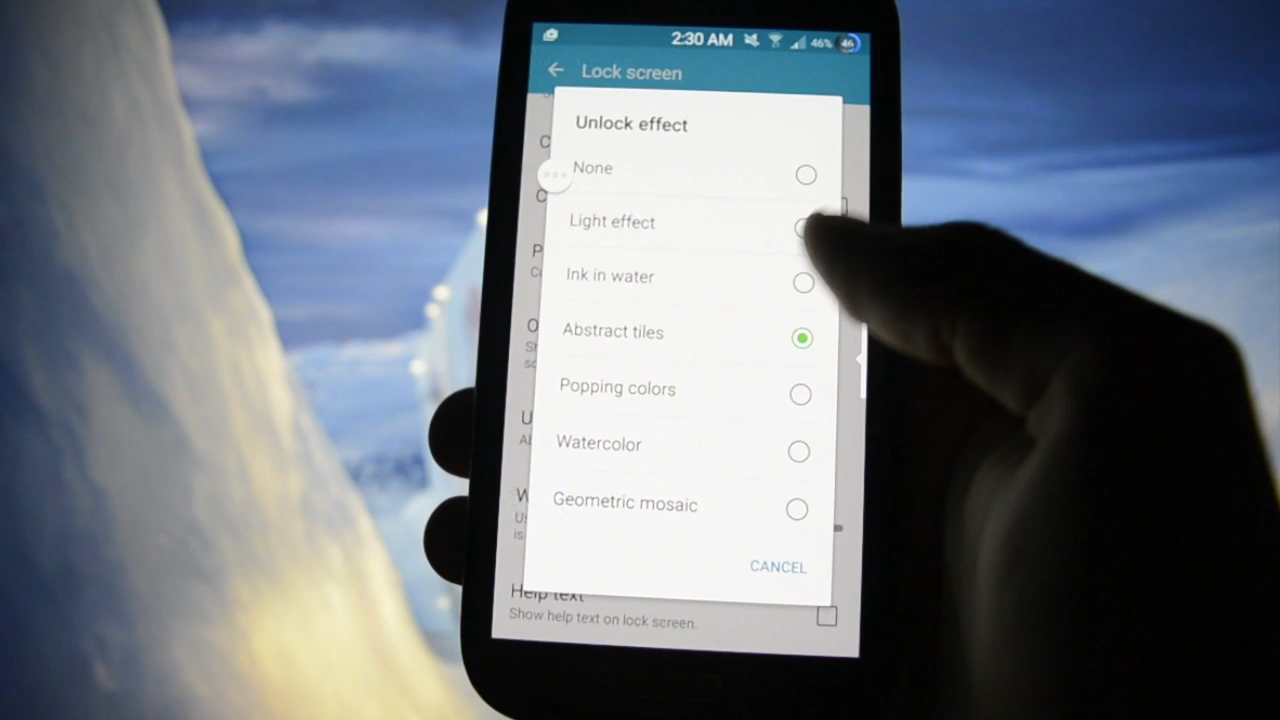 2:30 AM 46% 46
Lock screen
Unlock effect
None
Light effect
Ink in water
Abstract tiles
Popping colors
Watercolor
Geometric mosaic
CANCEL
Help text
Show help text on lock screen.